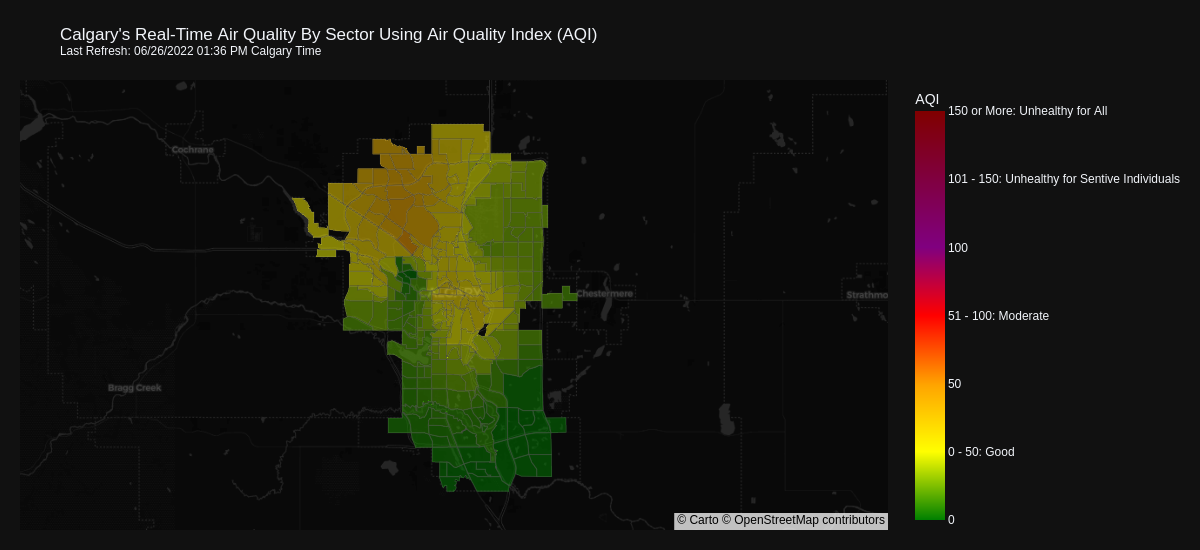 Calgary's Real-Time Air Quality By Sector Using Air Quality Index (AQI)
Last Refresh: 06/26/2022 01:36 PM Calgary Time
AQI
150 or More: Unhealthy for All
Cochrane
101 - 150: Unhealthy for Sentive Individuals
100
Chestermere
Strathmo
51 - 100: Moderate
50
Bragg Creek
0 - 50: Good
0
© Carto © OpenStreetMap contributors